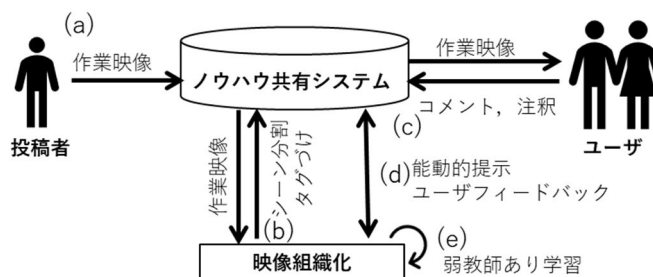 (a)
作業映像
投稿者
ノウハウ共有システム
作業映像
コメント，注釈
ユーザ
(c)
作業映像
シーン分割
タグづけ
(b)
(d)
能動的提示
ユーザフィードバック
映像組織化
(e)
弱教師あり学習